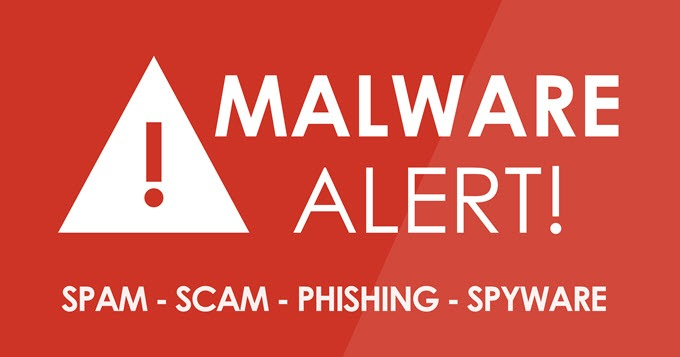 MALWARE
ALERT!
SPAM - SCAM - PHISHING - SPYWARE